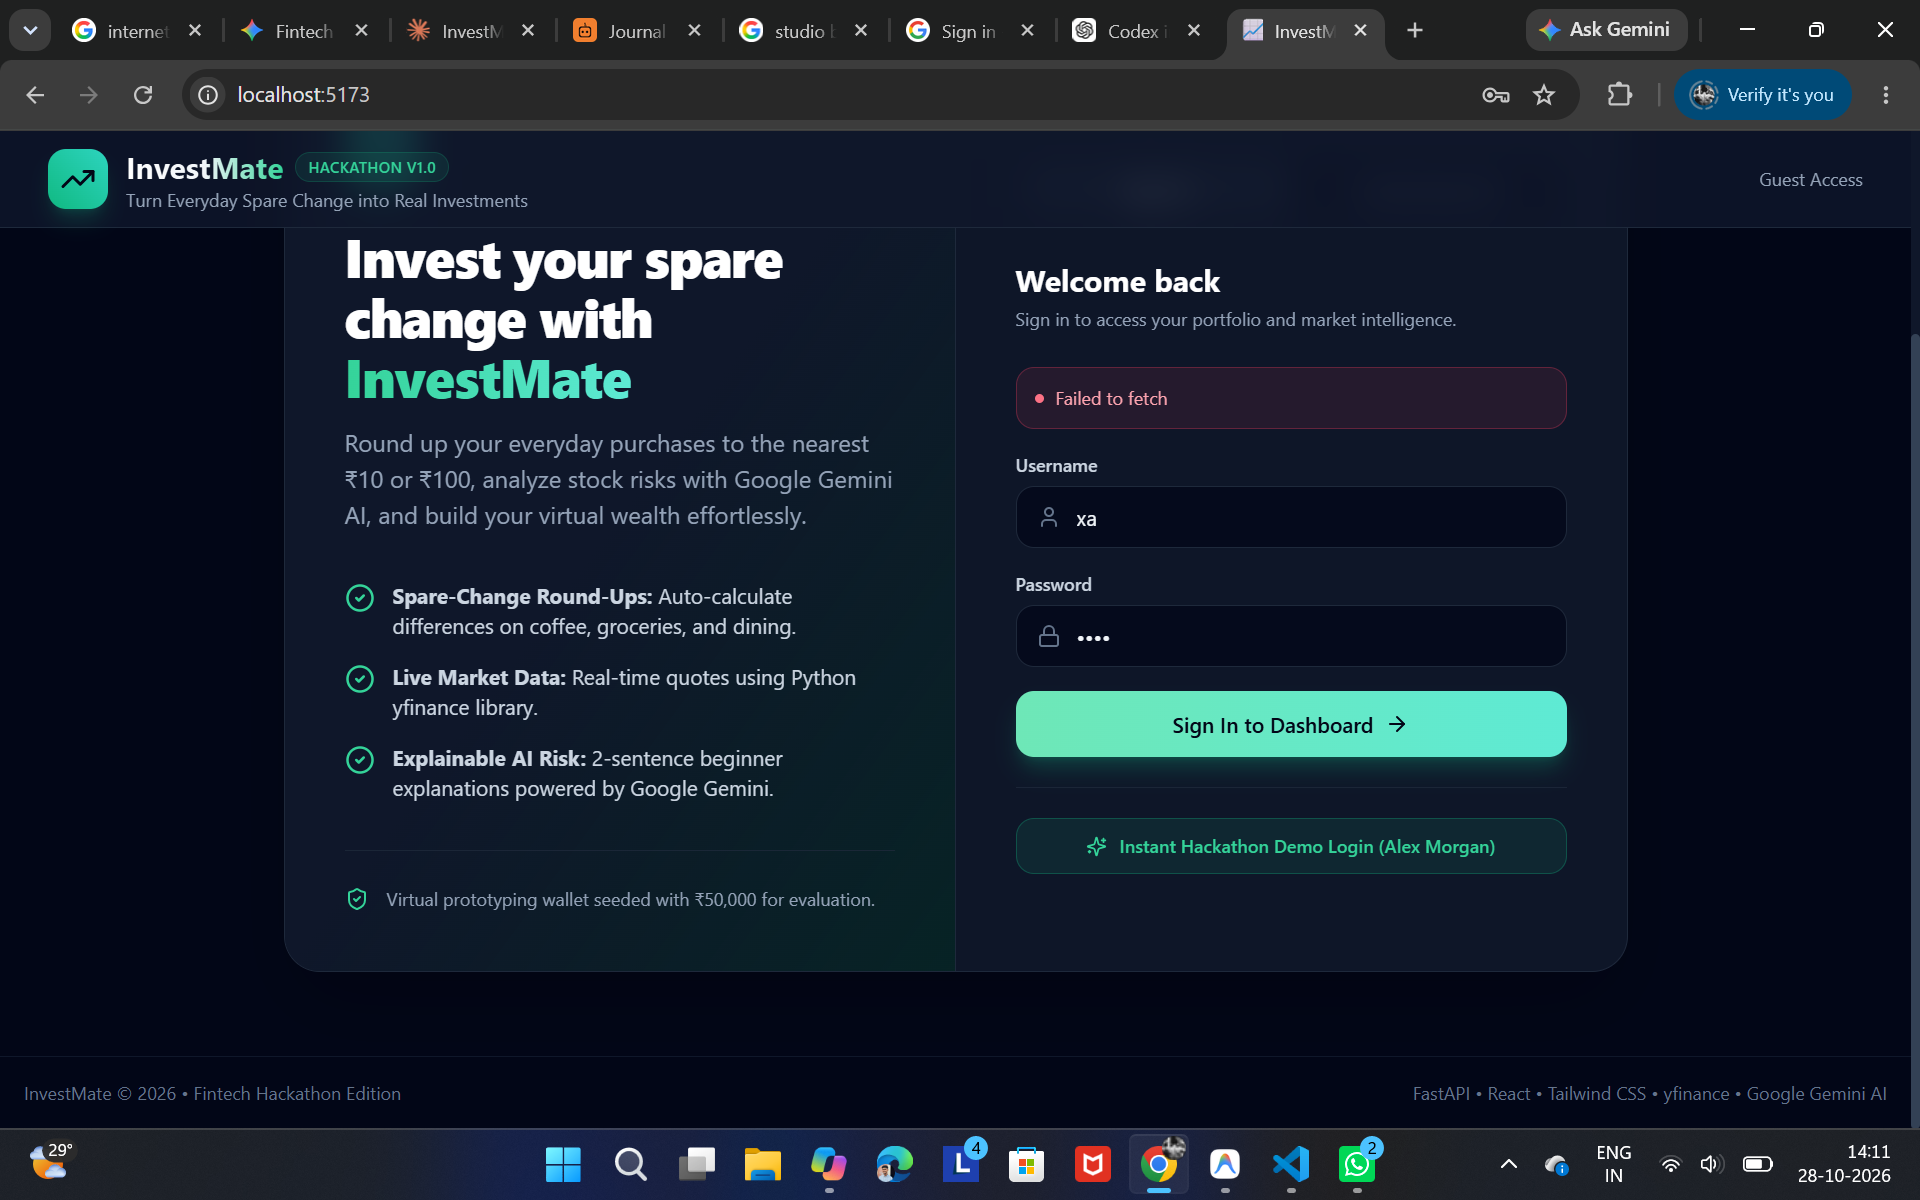 internet
Fintech
InvestM
Journal
studio b
Sign in
Codex i
InvestM
Ask Gemini
localhost:5173
Verify it's you
InvestMate
HACKATHON V1.0
Turn Everyday Spare Change into Real Investments
Guest Access
Invest your spare
change with
InvestMate
Round up your everyday purchases to the nearest
₹10 or ₹100, analyze stock risks with Google Gemini
AI, and build your virtual wealth effortlessly.
Spare-Change Round-Ups: Auto-calculate
differences on coffee, groceries, and dining.
Live Market Data: Real-time quotes using Python
yfinance library.
Explainable AI Risk: 2-sentence beginner
explanations powered by Google Gemini.
Virtual prototyping wallet seeded with ₹50,000 for evaluation.
Welcome back
Sign in to access your portfolio and market intelligence.
Failed to fetch
Username
xa
Password
••••
Sign In to Dashboard
Instant Hackathon Demo Login (Alex Morgan)
InvestMate © 2026 • Fintech Hackathon Edition
FastAPI • React • Tailwind CSS • yfinance • Google Gemini AI
29°
L
4
2
ENG
IN
14:11
28-10-2026